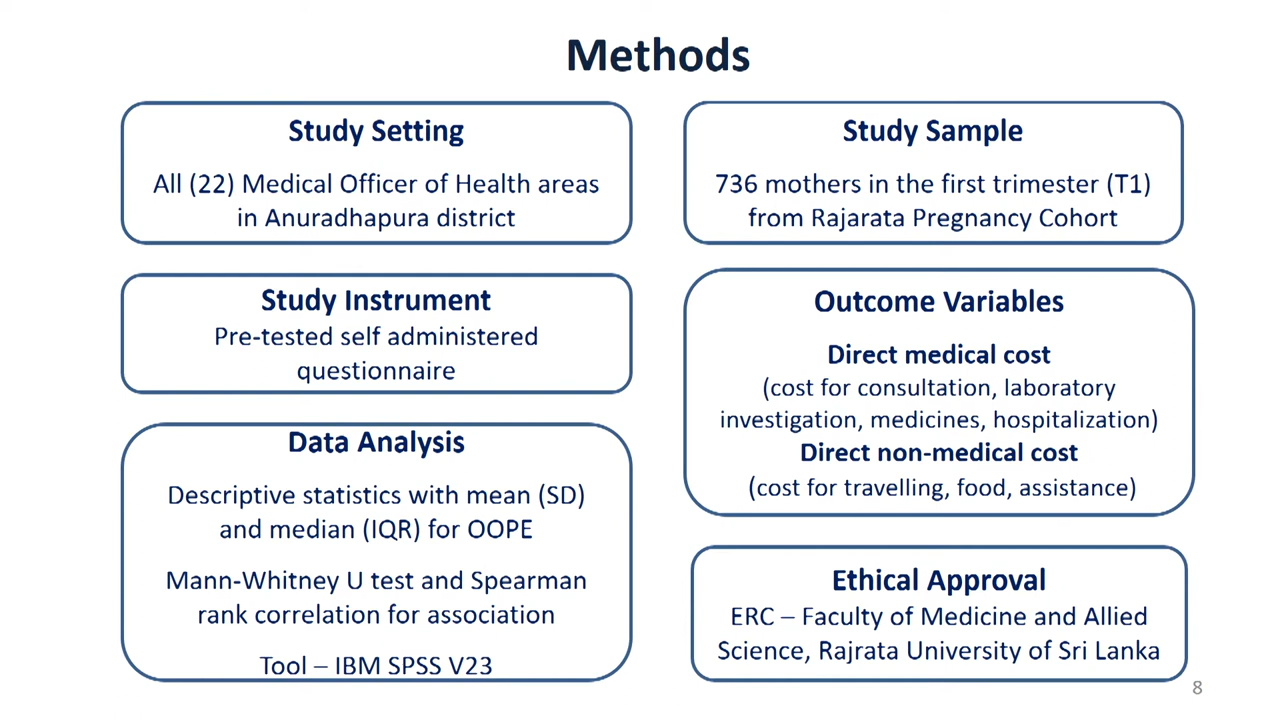 Methods
Study Setting
All (22) Medical Officer of Health areas
in Anuradhapura district
Study Sample
736 mothers in the first trimester (T1)
from Rajarata Pregnancy Cohort
Study Instrument
Pre-tested self administered
questionnaire
Outcome Variables
Direct medical cost
(cost for consultation, laboratory
investigation, medicines, hospitalization)
Direct non-medical cost
(cost for travelling, food, assistance)
Data Analysis
Descriptive statistics with mean (SD)
and median (IQR) for OOPE
Mann-Whitney U test and Spearman
rank correlation for association
Tool – IBM SPSS V23
Ethical Approval
ERC – Faculty of Medicine and Allied
Science, Rajrata University of Sri Lanka
8